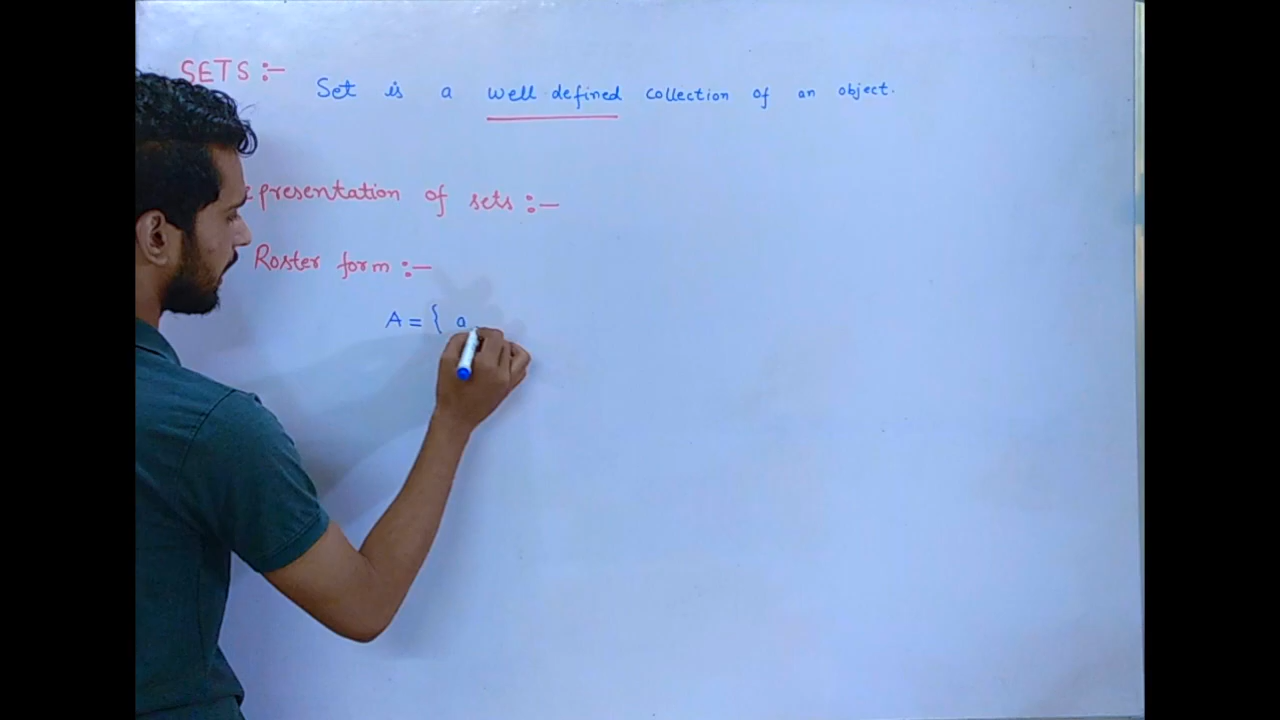 SETS :-
Set is a well defined collection of an object.
presentation of sets :-
Roster form :-
A = { a